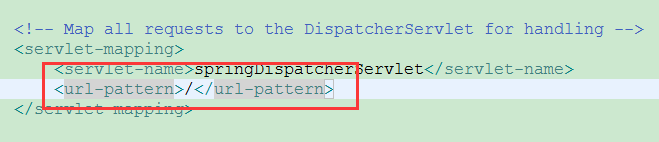 <!-- Map all requests to the DispatcherServlet for handling -->
<servlet-mapping>
<servlet-name>springDispatcherServlet</servlet-name>
<url-pattern>/</url-pattern>
</servlet-mapping>